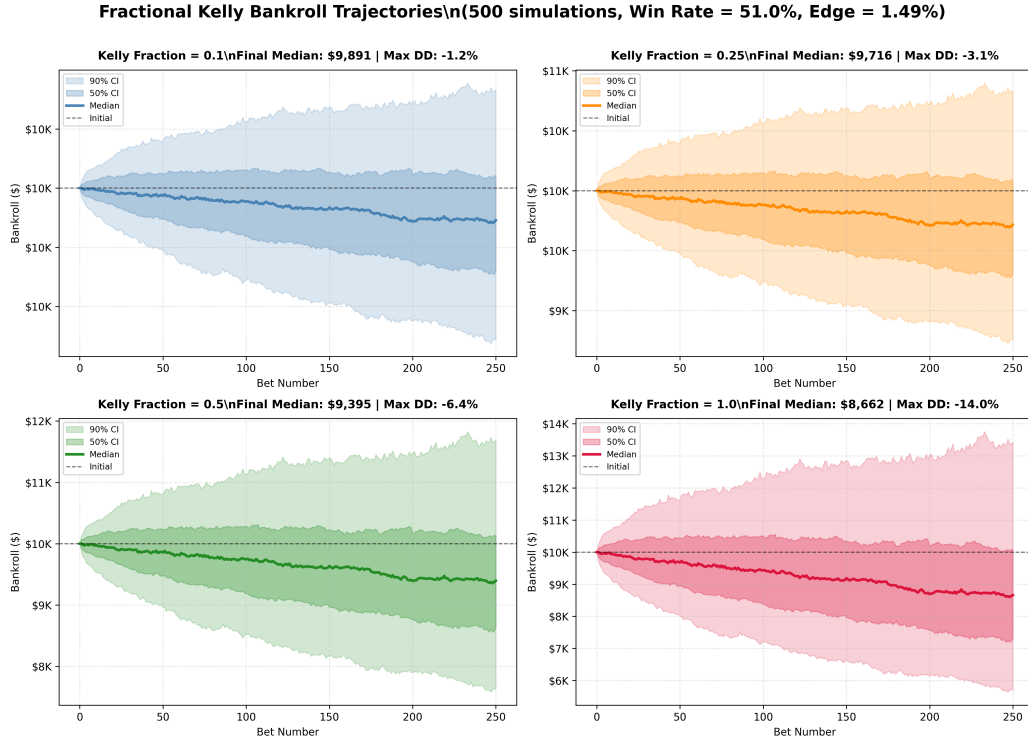 Fractional Kelly Bankroll Trajectories\n(500 simulations, Win Rate = 51.0%, Edge = 1.49%)
Kelly Fraction = 0.1\nFinal Median: $9,891 | Max DD: -1.2%
90% CI
50% CI
Median
Initial
$10K
$10K
$10K
$10K
Bankroll ($)
0
50
100
150
200
250
Bet Number
Kelly Fraction = 0.25\nFinal Median: $9,716 | Max DD: -3.1%
90% CI
50% CI
Median
Initial
$11K
$10K
$10K
$10K
$9K
Bankroll ($)
0
50
100
150
200
250
Bet Number
Kelly Fraction = 0.5\nFinal Median: $9,395 | Max DD: -6.4%
90% CI
50% CI
Median
Initial
$12K
$11K
$10K
$9K
$8K
Bankroll ($)
0
50
100
150
200
250
Bet Number
Kelly Fraction = 1.0\nFinal Median: $8,662 | Max DD: -14.0%
90% CI
50% CI
Median
Initial
$14K
$13K
$12K
$11K
$10K
$9K
$8K
$7K
$6K
Bankroll ($)
0
50
100
150
200
250
Bet Number